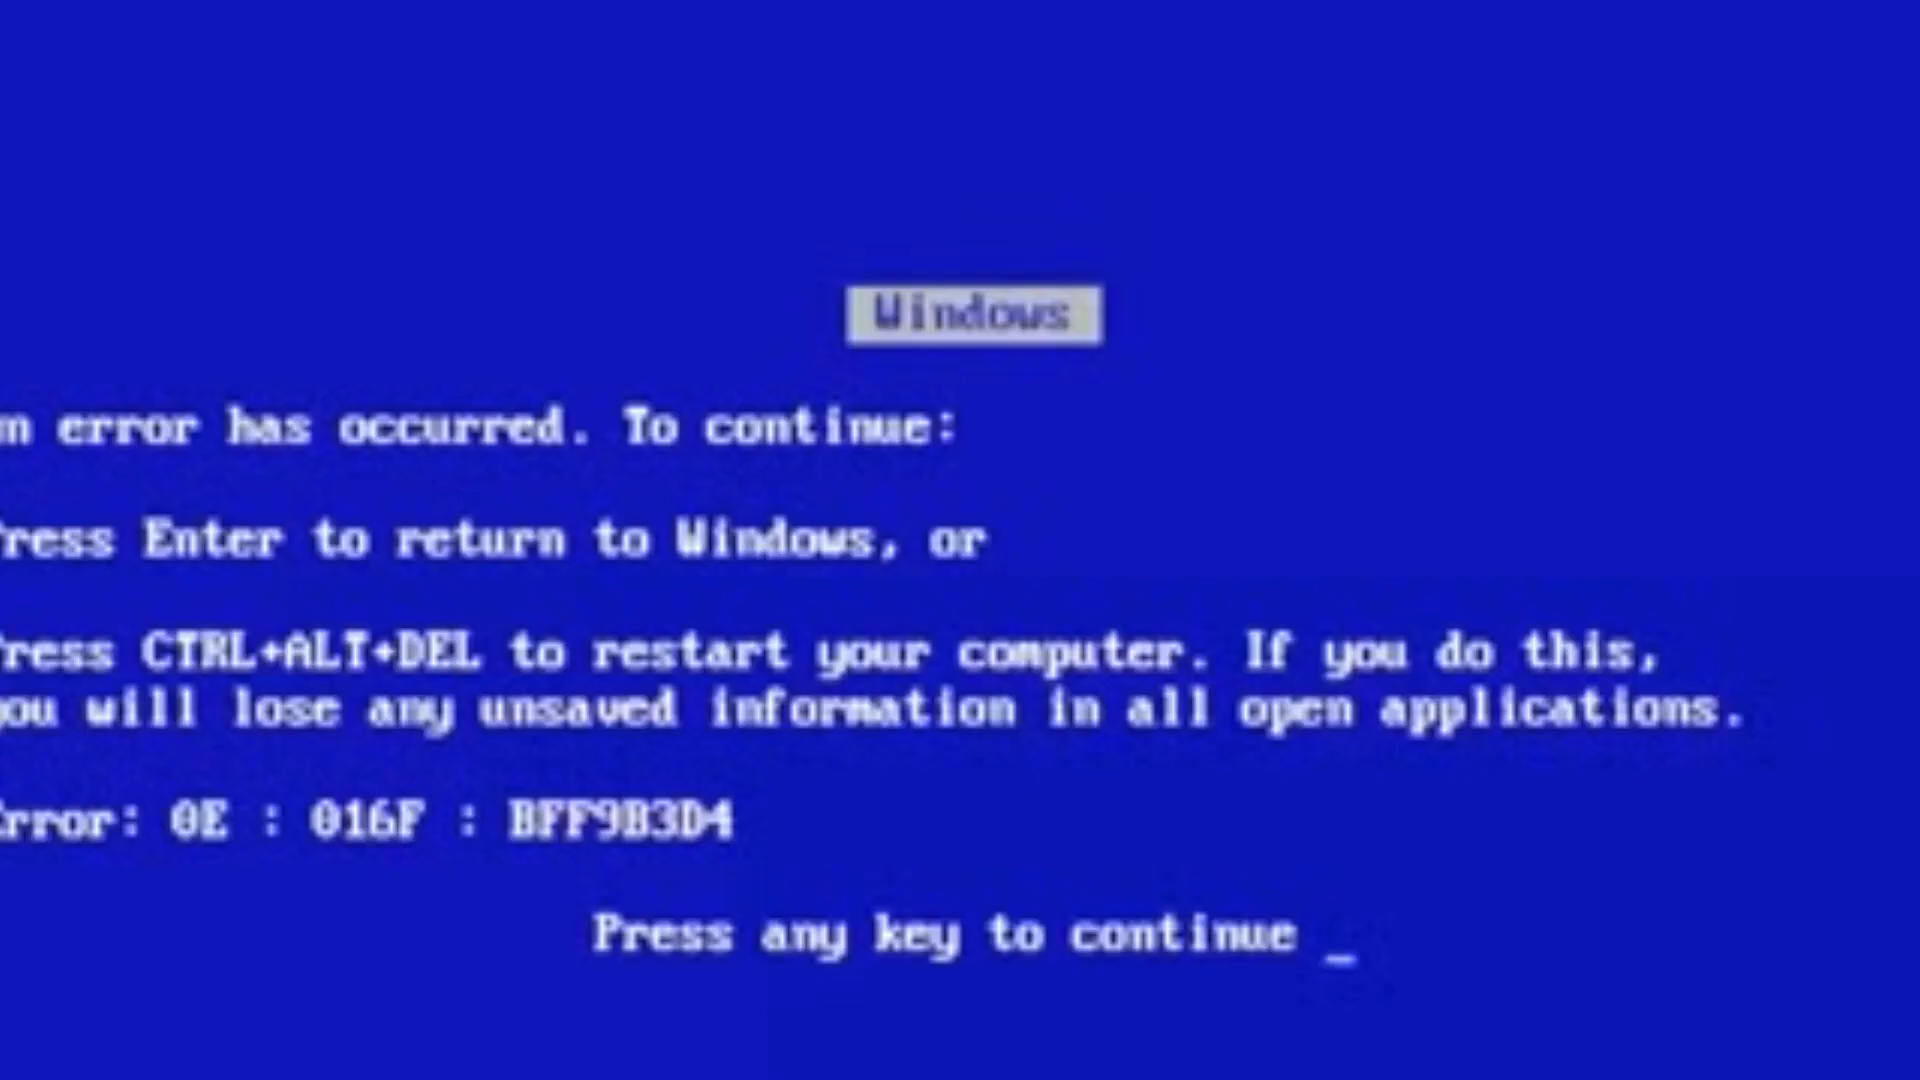 Windows
n error has occurred. To continue:
ress Enter to return to Windows, or
ress CTRL+ALT+DEL to restart your computer. If you do this,
you will lose any unsaved information in all open applications.
rror: 0E : 016F : BFF9B3D4
Press any key to continue _